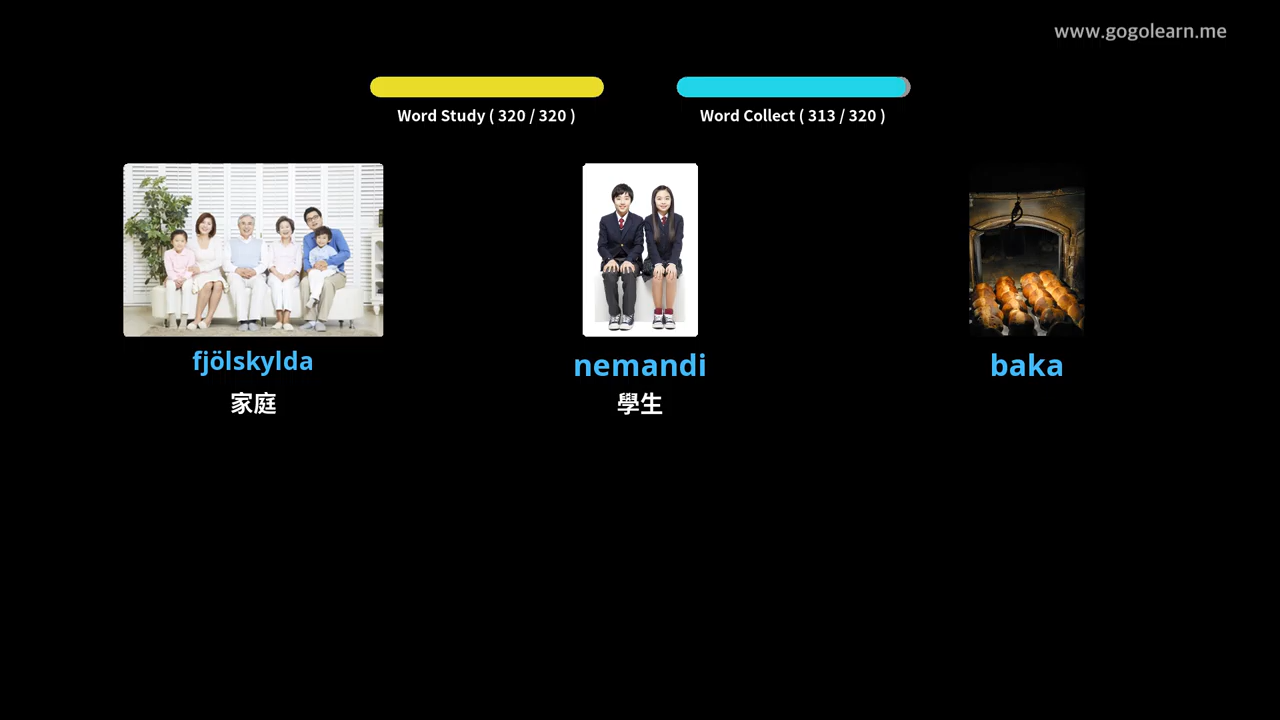 www.gogolearn.me
Word Study ( 320 / 320 )
Word Collect ( 313 / 320 )
fjölskylda
nemandi
baka
家庭
學生